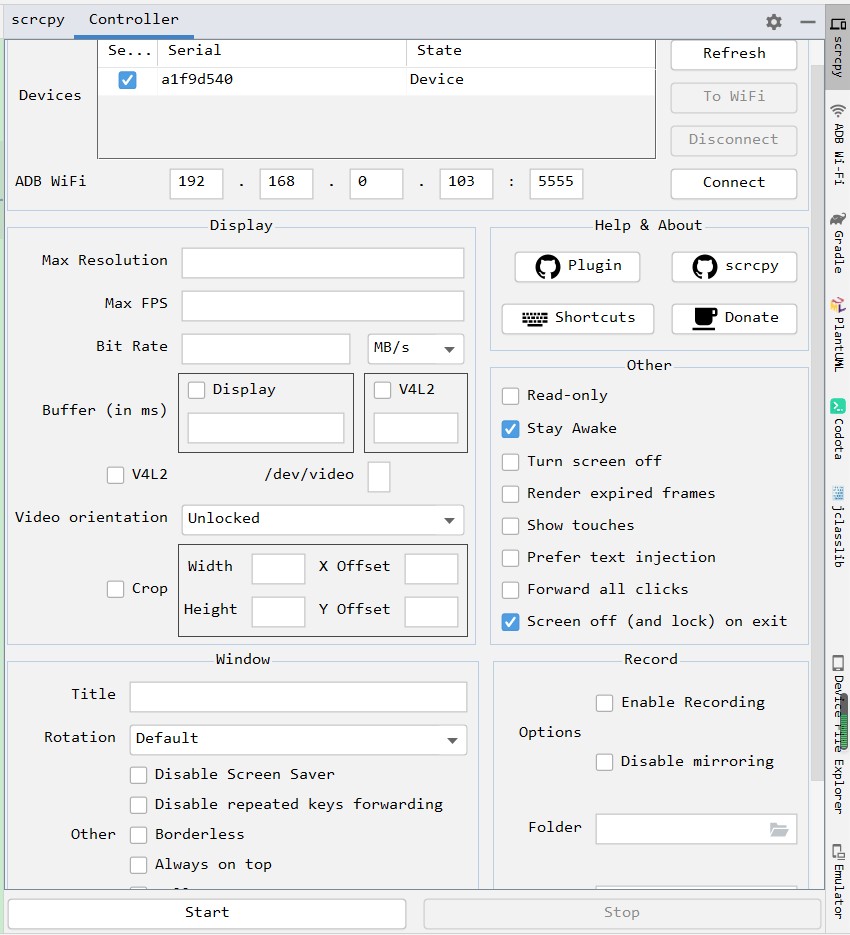 scrcpy Controller
Se... Serial State
Refresh
a1f9d540 Device
Devices
To WiFi
Disconnect
ADB WiFi 192 . 168 . 0 . 103 : 5555 Connect
Display
Max Resolution
Max FPS
Bit Rate MB/s
Buffer (in ms) Display V4L2
V4L2 /dev/video
Video orientation Unlocked
Crop
Width X Offset
Height Y Offset
Help & About
Plugin scrcpy
Shortcuts Donate
Other
Read-only
Stay Awake
Turn screen off
Render expired frames
Show touches
Prefer text injection
Forward all clicks
Screen off (and lock) on exit
Window
Title
Rotation Default
Disable Screen Saver
Disable repeated keys forwarding
Other Borderless
Always on top
Record
Enable Recording
Options
Disable mirroring
Folder
Start Stop
scrcpy
ADB Wi-Fi
Gradle
PlantUML
Codota
jclasslib
Device File Explorer
Emulator